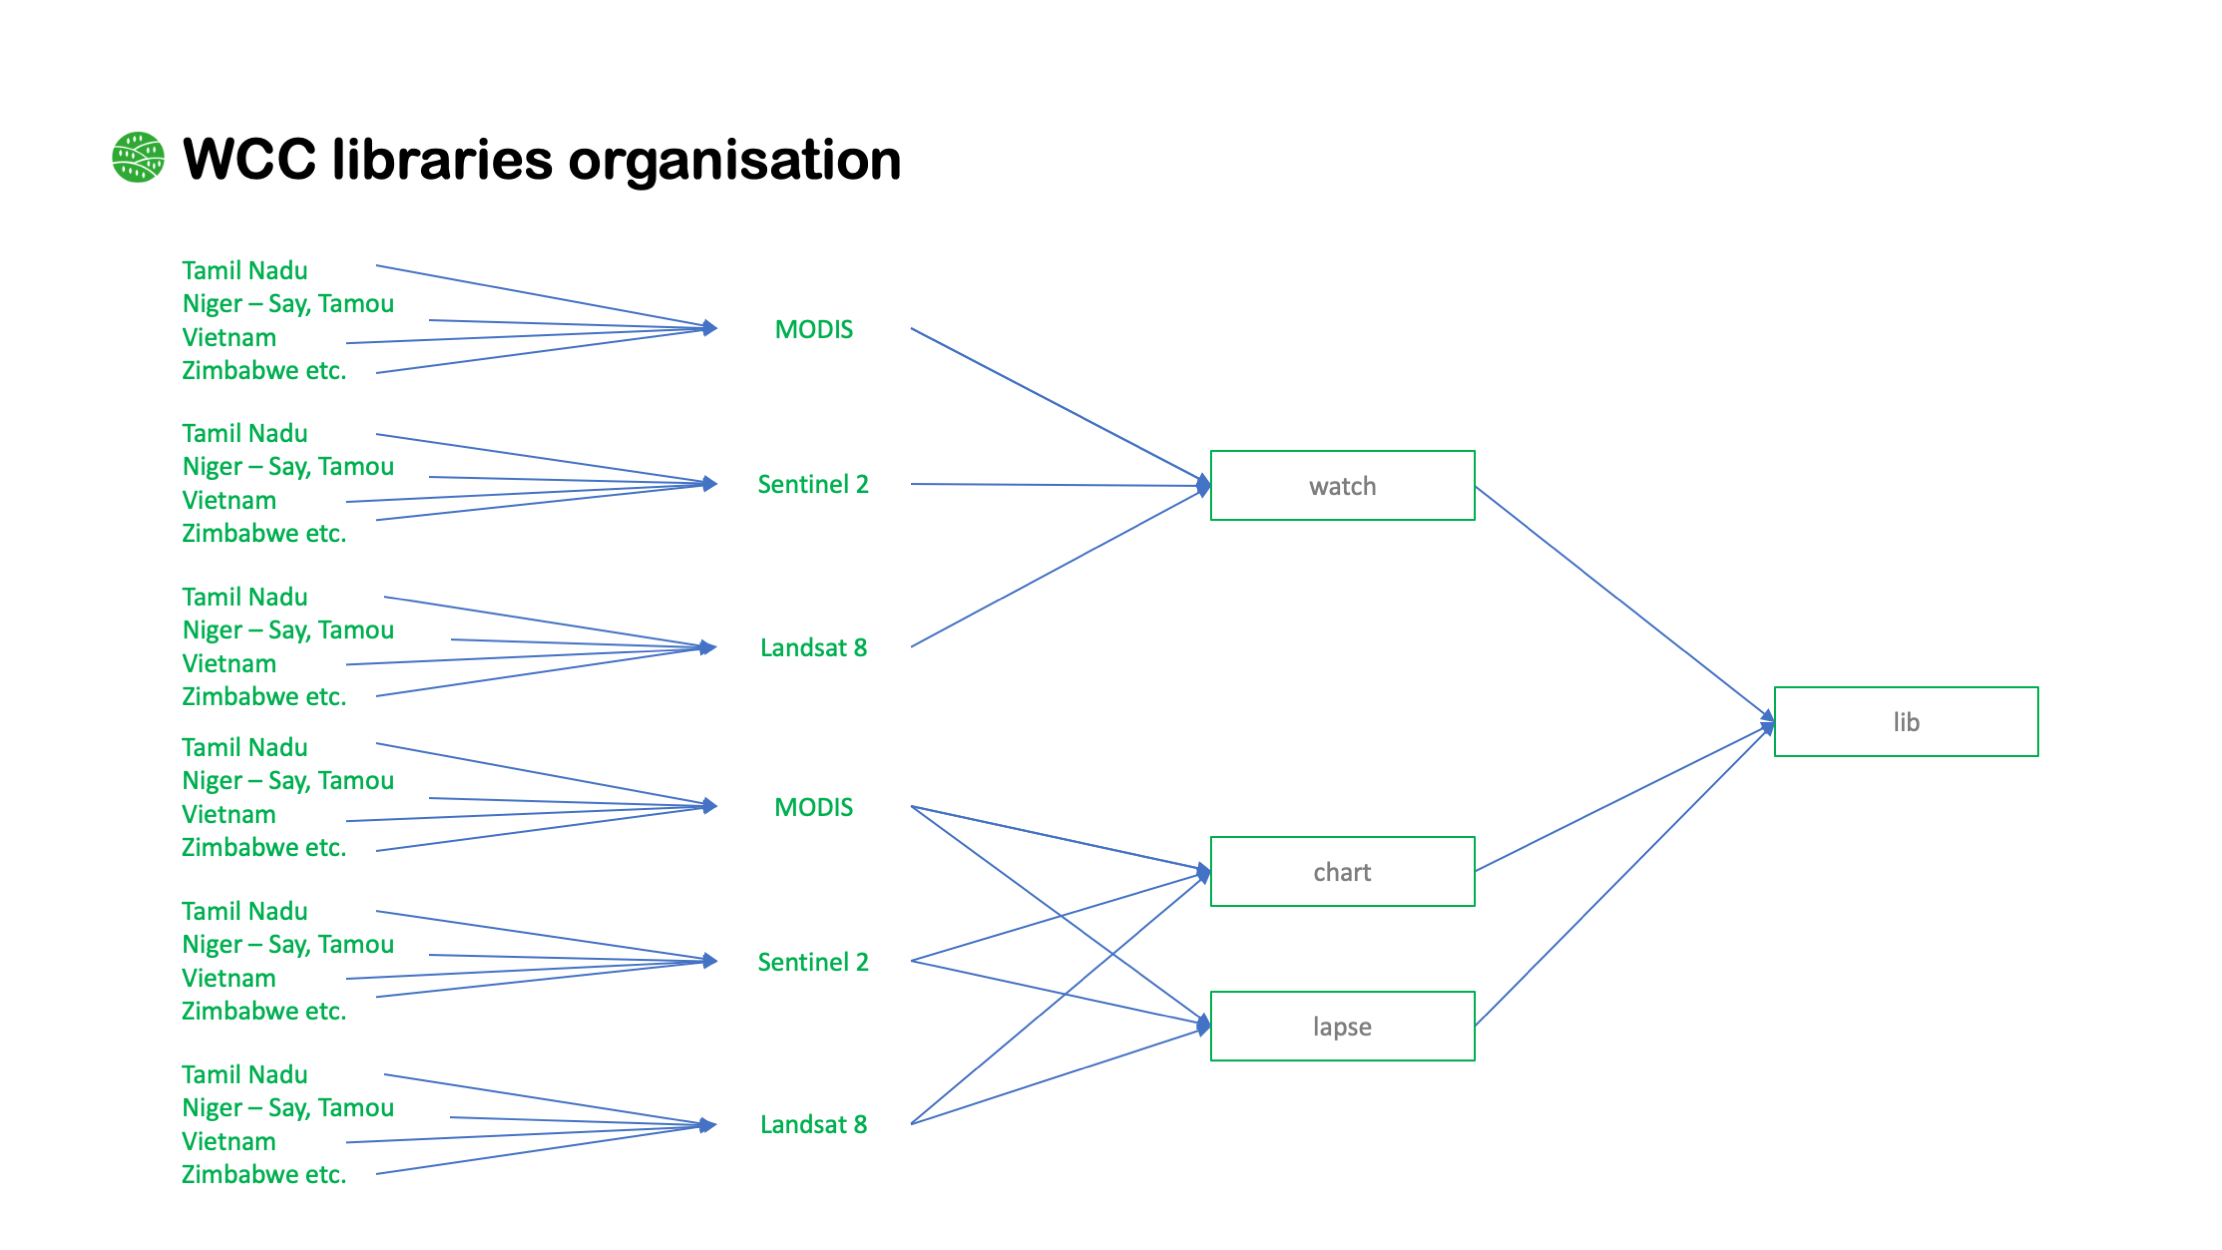 WCC libraries organisation
Tamil Nadu
Niger – Say, Tamou
Vietnam
Zimbabwe etc.
MODIS
Tamil Nadu
Niger – Say, Tamou
Vietnam
Zimbabwe etc.
Sentinel 2
watch
Tamil Nadu
Niger – Say, Tamou
Vietnam
Zimbabwe etc.
Landsat 8
lib
Tamil Nadu
Niger – Say, Tamou
Vietnam
Zimbabwe etc.
MODIS
chart
Tamil Nadu
Niger – Say, Tamou
Vietnam
Zimbabwe etc.
Sentinel 2
lapse
Tamil Nadu
Niger – Say, Tamou
Vietnam
Zimbabwe etc.
Landsat 8